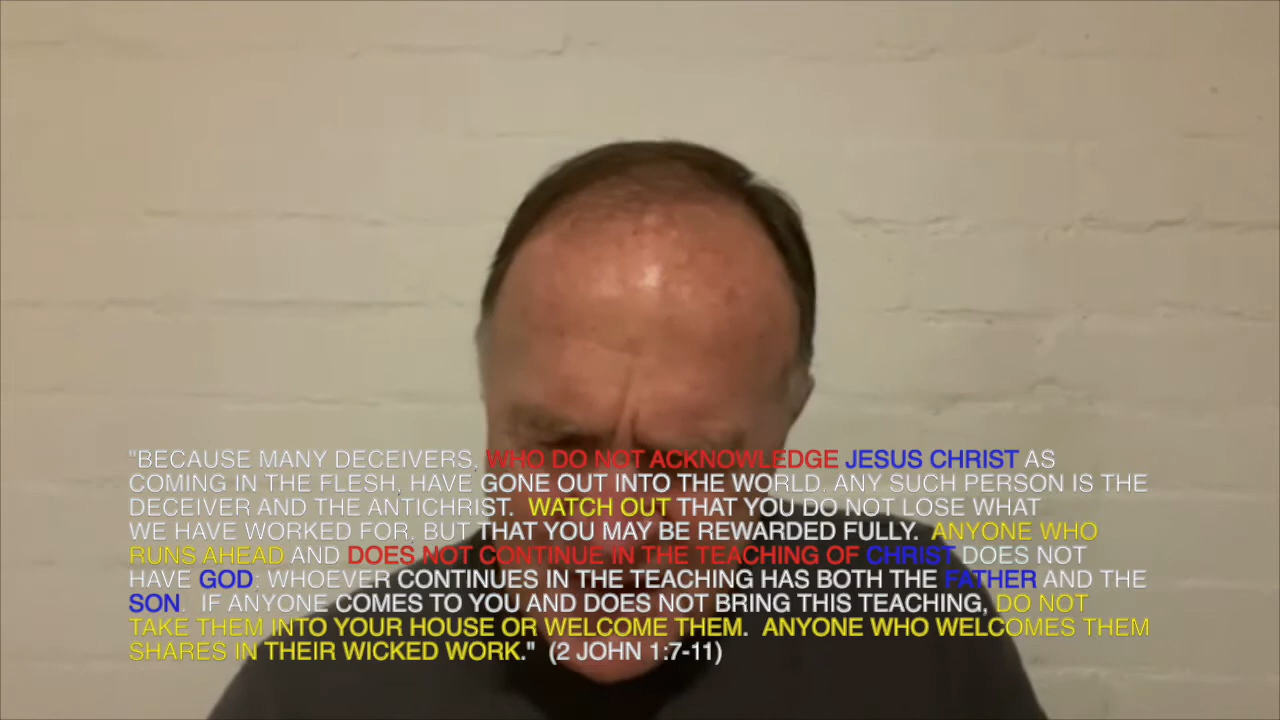 "BECAUSE MANY DECEIVERS, WHO DO NOT ACKNOWLEDGE JESUS CHRIST AS
COMING IN THE FLESH, HAVE GONE OUT INTO THE WORLD. ANY SUCH PERSON IS THE
DECEIVER AND THE ANTICHRIST.  WATCH OUT THAT YOU DO NOT LOSE WHAT
WE HAVE WORKED FOR, BUT THAT YOU MAY BE REWARDED FULLY.  ANYONE WHO
RUNS AHEAD AND DOES NOT CONTINUE IN THE TEACHING OF CHRIST DOES NOT
HAVE GOD; WHOEVER CONTINUES IN THE TEACHING HAS BOTH THE FATHER AND THE
SON.  IF ANYONE COMES TO YOU AND DOES NOT BRING THIS TEACHING, DO NOT
TAKE THEM INTO YOUR HOUSE OR WELCOME THEM.  ANYONE WHO WELCOMES THEM
SHARES IN THEIR WICKED WORK."  (2 JOHN 1:7-11)